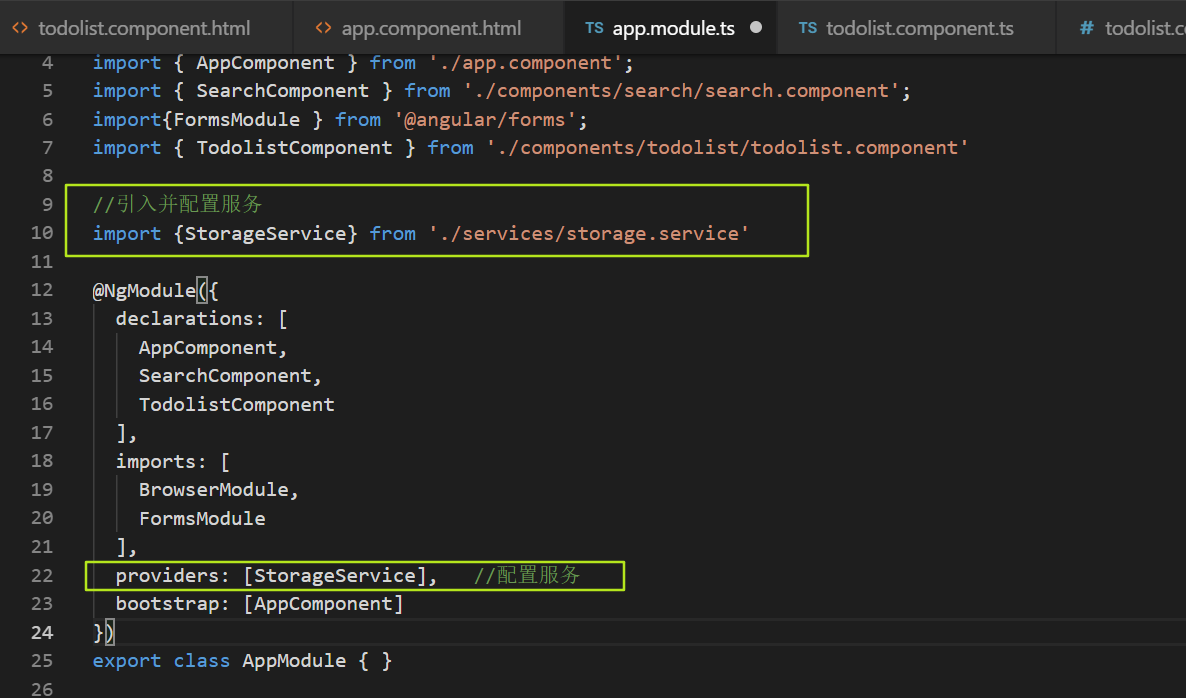 <> todolist.component.html <> app.component.html TS app.module.ts ● TS todolist.component.ts # todolist.c
4 import { AppComponent } from './app.component';
5 import { SearchComponent } from './components/search/search.component';
6 import{FormsModule } from '@angular/forms';
7 import { TodolistComponent } from './components/todolist/todolist.component'
8
9 //引入并配置服务
10 import {StorageService} from './services/storage.service'
11
12 @NgModule({
13   declarations: [
14     AppComponent,
15     SearchComponent,
16     TodolistComponent
17   ],
18   imports: [
19     BrowserModule,
20     FormsModule
21   ],
22   providers: [StorageService],   //配置服务
23   bootstrap: [AppComponent]
24 })
25 export class AppModule { }
26